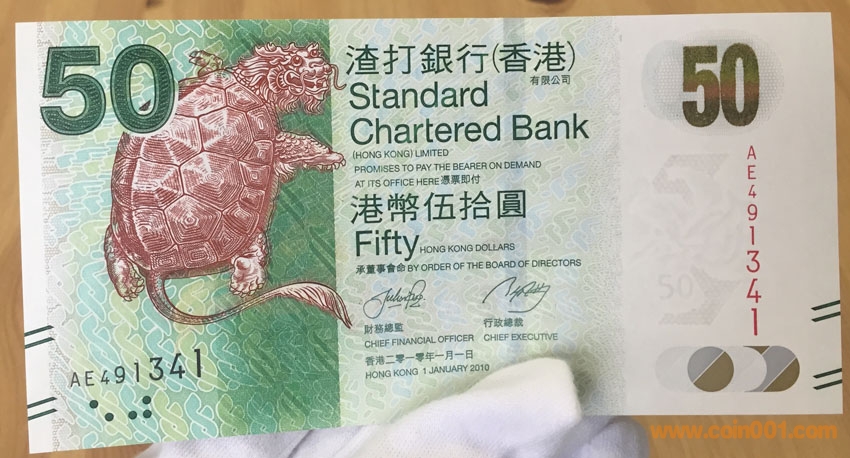 50
渣打銀行(香港)
有限公司
Standard
Chartered Bank
(HONG KONG) LIMITED
PROMISES TO PAY THE BEARER ON DEMAND
AT ITS OFFICE HERE 憑票即付
港幣伍拾圓
Fifty HONG KONG DOLLARS
承董事會命 BY ORDER OF THE BOARD OF DIRECTORS
財務總監
CHIEF FINANCIAL OFFICER
行政總裁
CHIEF EXECUTIVE
香港二零一零年一月一日
HONG KONG 1 JANUARY 2010
AE491341
50
AE491341
50
www.coin001.com